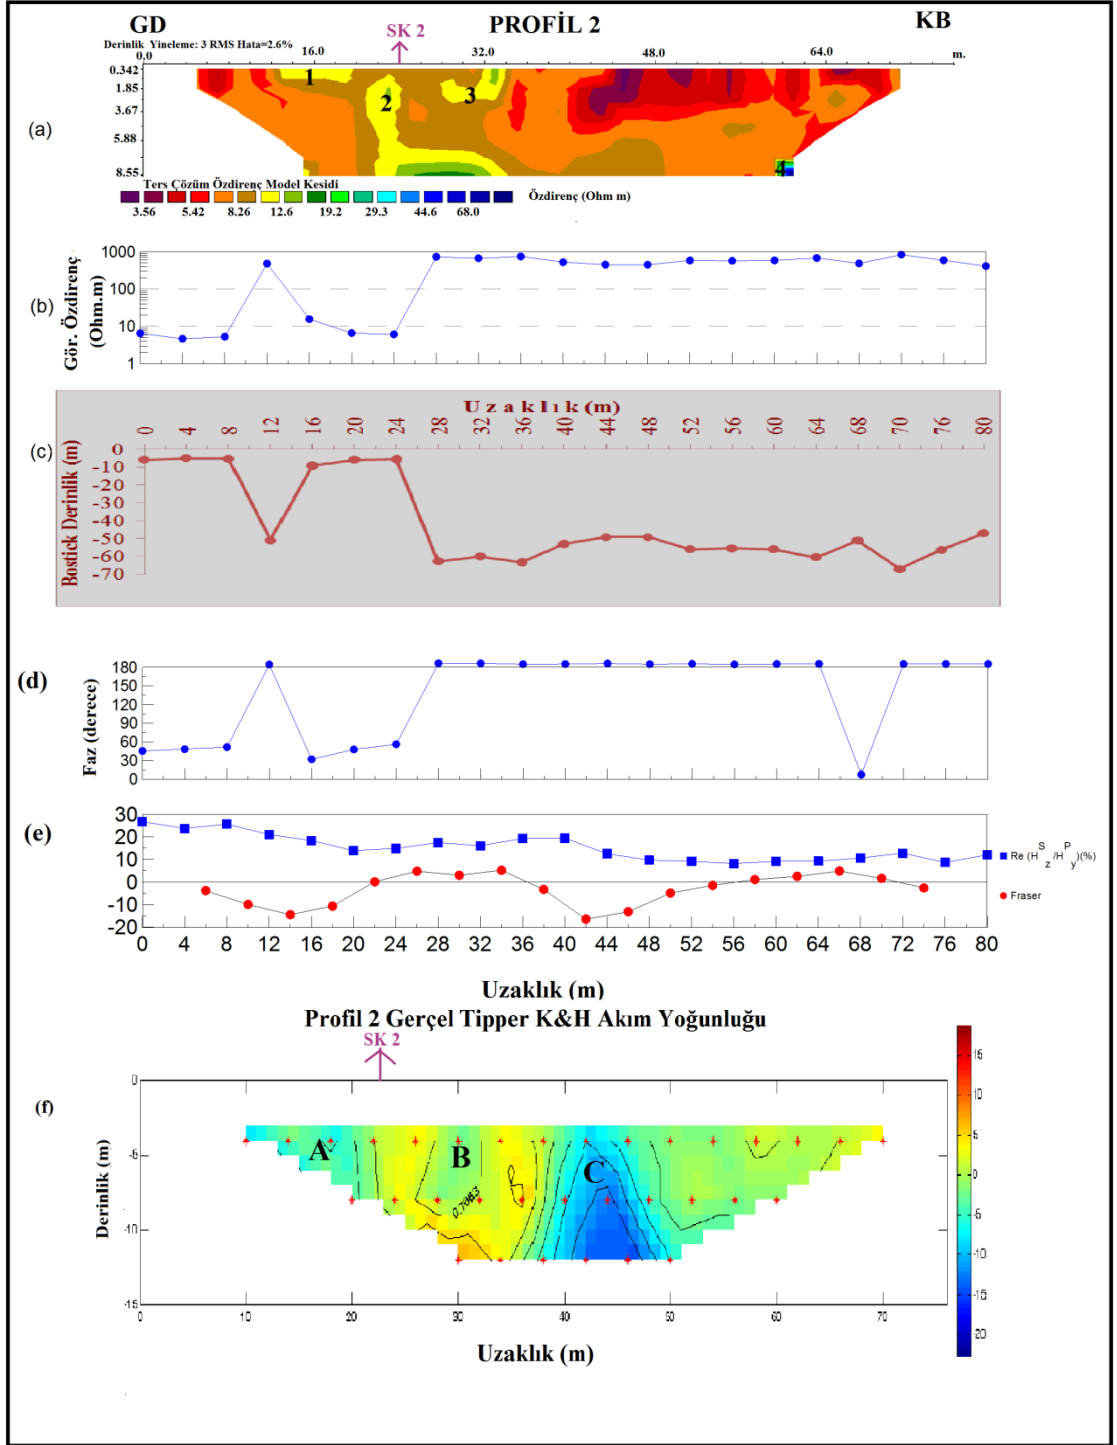 GD PROFİL 2 KB
SK 2
Derinlik Yineleme: 3 RMS Hata=2.6%
0.0 16.0 32.0 48.0 64.0 m.
0.342
1.85
3.67
5.88
8.55
1 2 3 4
(a)
Ters Çözüm Özdirenç Model Kesidi
Özdirenç (Ohm m)
3.56 5.42 8.26 12.6 19.2 29.3 44.6 68.0
(b)
Gör. Özdirenç
(Ohm.m)
1000
100
10
1
(c)
Uzaklık(m)
0 4 8 12 16 20 24 28 32 36 40 44 48 52 56 60 64 68 70 76 80
Bostick Derinlik (m)
0
-10
-20
-30
-40
-50
-60
-70
(d)
Faz (derece)
180
150
120
90
60
30
0
(e)
30
20
10
0
-10
-20
Re (H S z /H P y )(%)
Fraser
0 4 8 12 16 20 24 28 32 36 40 44 48 52 56 60 64 68 72 76 80
Uzaklık (m)
Profil 2 Gerçel Tipper K&H Akım Yoğunluğu
SK 2
(f)
Derinlik (m)
0
-5
-10
-15
A B C
0.7083
0 10 20 30 40 50 60 70
15
10
5
0
-5
-10
-15
-20
Uzaklık (m)